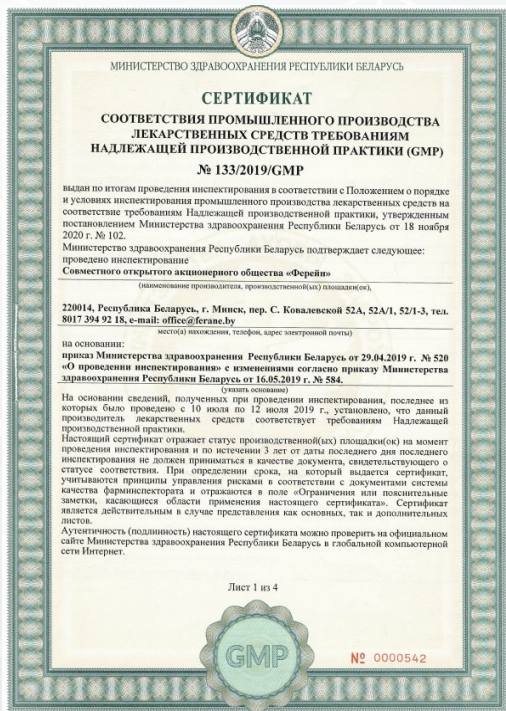 МИНИСТЕРСТВО ЗДРАВООХРАНЕНИЯ РЕСПУБЛИКИ БЕЛАРУСЬ
СЕРТИФИКАТ
СООТВЕТСТВИЯ ПРОМЫШЛЕННОГО ПРОИЗВОДСТВА
ЛЕКАРСТВЕННЫХ СРЕДСТВ ТРЕБОВАНИЯМ
НАДЛЕЖАЩЕЙ ПРОИЗВОДСТВЕННОЙ ПРАКТИКИ (GMP)
№ 133/2019/GMP
выдан по итогам проведения инспектирования в соответствии с Положением о порядке
и условиях инспектирования промышленного производства лекарственных средств на
соответствие требованиям Надлежащей производственной практики, утвержденным
постановлением Министерства здравоохранения Республики Беларусь от 18 ноября
2020 г. № 102.
Министерство здравоохранения Республики Беларусь подтверждает следующее:
проведено инспектирование
Совместного открытого акционерного общества «Ферейн»
(наименование производителя, производственной(ых) площадки(ок),
220014, Республика Беларусь, г. Минск, пер. С. Ковалевской 52А, 52А/1, 52/1-3, тел.
8017 394 92 18, e-mail: office@ferane.by
место(а) нахождения, телефон, адрес электронной почты)
на основании:
приказ Министерства здравоохранения Республики Беларусь от 29.04.2019 г. № 520
«О проведении инспектирования» с изменениями согласно приказу Министерства
здравоохранения Республики Беларусь от 16.05.2019 г. № 584.
(указать основание)
На основании сведений, полученных при проведении инспектирования, последнее из
которых было проведено с 10 июля по 12 июля 2019 г., установлено, что данный
производитель лекарственных средств соответствует требованиям Надлежащей
производственной практики.
Настоящий сертификат отражает статус производственной(ых) площадки(ок) на момент
проведения инспектирования и по истечении 3 лет от даты последнего дня последнего
инспектирования не должен приниматься в качестве документа, свидетельствующего о
статусе соответствия. При определении срока, на который выдается сертификат,
учитываются принципы управления рисками в соответствии с документами системы
качества фарминспектората и отражаются в поле «Ограничения или пояснительные
заметки, касающиеся области применения настоящего сертификата». Сертификат
является действительным в случае представления как основных, так и дополнительных
листов.
Аутентичность (подлинность) настоящего сертификата можно проверить на официальном
сайте Министерства здравоохранения Республики Беларусь в глобальной компьютерной
сети Интернет.
Лист 1 из 4
GMP
№ 0000542